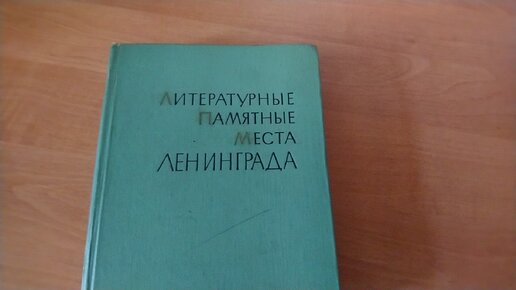 ЛИТЕРАТУРНЫЕ
ПАМЯТНЫЕ
МЕСТА
ЛЕНИНГРАДА